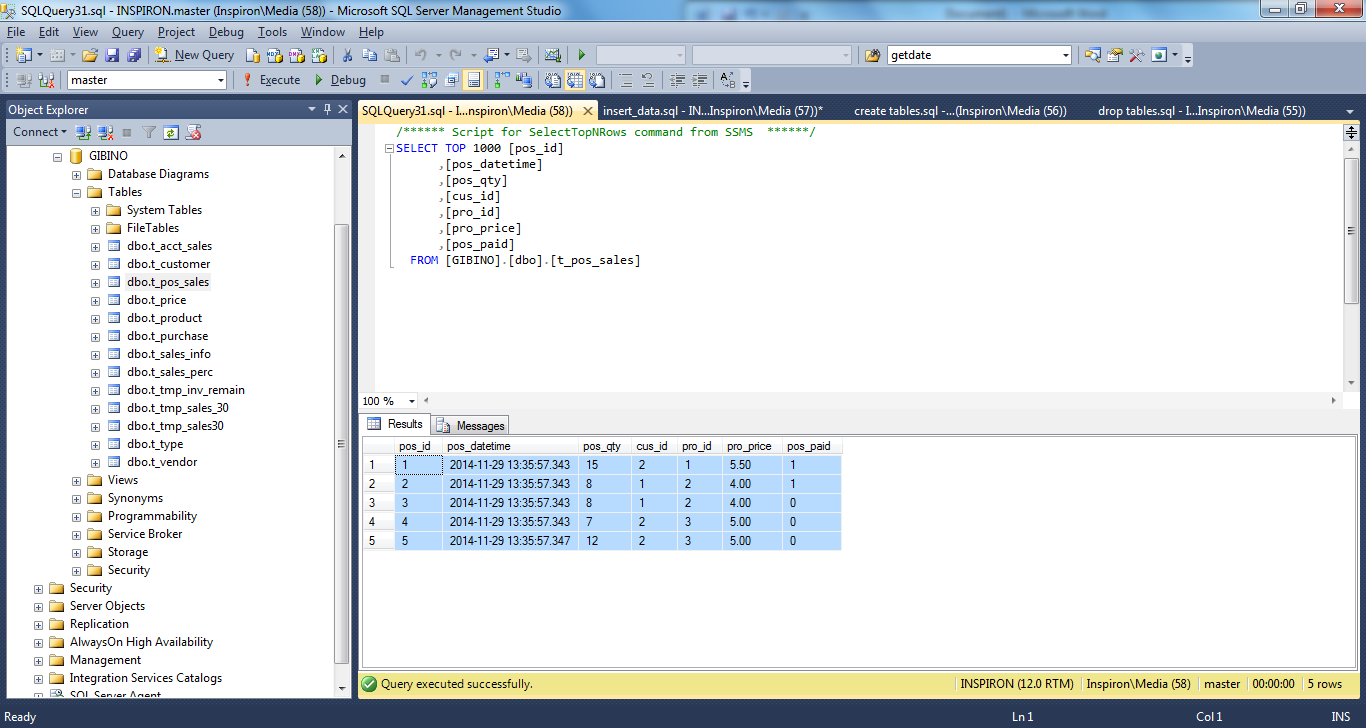 SQLQuery31.sql - INSPIRON.master (Inspiron\Media (58)) - Microsoft SQL Server Management Studio
File Edit View Query Project Debug Tools Window Help
New Query getdate
master Execute Debug
Object Explorer
Connect
GIBINO
Database Diagrams
Tables
System Tables
FileTables
dbo.t_acct_sales
dbo.t_customer
dbo.t_pos_sales
dbo.t_price
dbo.t_product
dbo.t_purchase
dbo.t_sales_info
dbo.t_sales_perc
dbo.t_tmp_inv_remain
dbo.t_tmp_sales_30
dbo.t_tmp_sales30
dbo.t_type
dbo.t_vendor
Views
Synonyms
Programmability
Service Broker
Storage
Security
Security
Server Objects
Replication
AlwaysOn High Availability
Management
Integration Services Catalogs
SQL Server Agent
SQLQuery31.sql - I...nspiron\Media (58)) insert_data.sql - IN...Inspiron\Media (57))* create tables.sql -...(Inspiron\Media (56)) drop tables.sql - I...Inspiron\Media (55))
/****** Script for SelectTopNRows command from SSMS ******/
SELECT TOP 1000 [pos_id]
,[pos_datetime]
,[pos_qty]
,[cus_id]
,[pro_id]
,[pro_price]
,[pos_paid]
FROM [GIBINO].[dbo].[t_pos_sales]
100 %
Results Messages
pos_id pos_datetime pos_qty cus_id pro_id pro_price pos_paid
1 1 2014-11-29 13:35:57.343 15 2 1 5.50 1
2 2 2014-11-29 13:35:57.343 8 1 2 4.00 1
3 3 2014-11-29 13:35:57.343 8 1 2 4.00 0
4 4 2014-11-29 13:35:57.343 7 2 3 5.00 0
5 5 2014-11-29 13:35:57.347 12 2 3 5.00 0
Query executed successfully. INSPIRON (12.0 RTM) Inspiron\Media (58) master 00:00:00 5 rows
Ready Ln 1 Col 1 INS